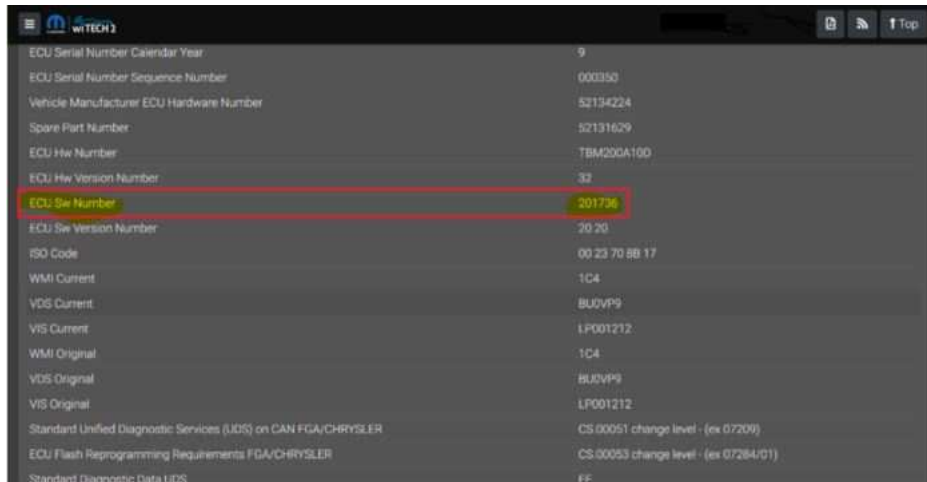 wiTECH 2
Top
ECU Serial Number Calendar Year 9
ECU Serial Number Sequence Number 000350
Vehicle Manufacturer ECU Hardware Number 52134224
Spare Part Number 52131629
ECU Hw Number TBM200A10D
ECU Hw Version Number 32
ECU Sw Number 201736
ECU Sw Version Number 20 20
ISO Code 00 23 70 8B 17
WMI Current 1C4
VDS Current BU0VP9
VIS Current LP001212
WMI Original 1C4
VDS Original BU0VP9
VIS Original LP001212
Standard Unified Diagnostic Services (UDS) on CAN FGA/CHRYSLER CS.00051 change level - (ex 07209)
ECU Flash Reprogramming Requirements FGA/CHRYSLER CS.00053 change level - (ex 07284/01)
Standard Diagnostic Data UDS